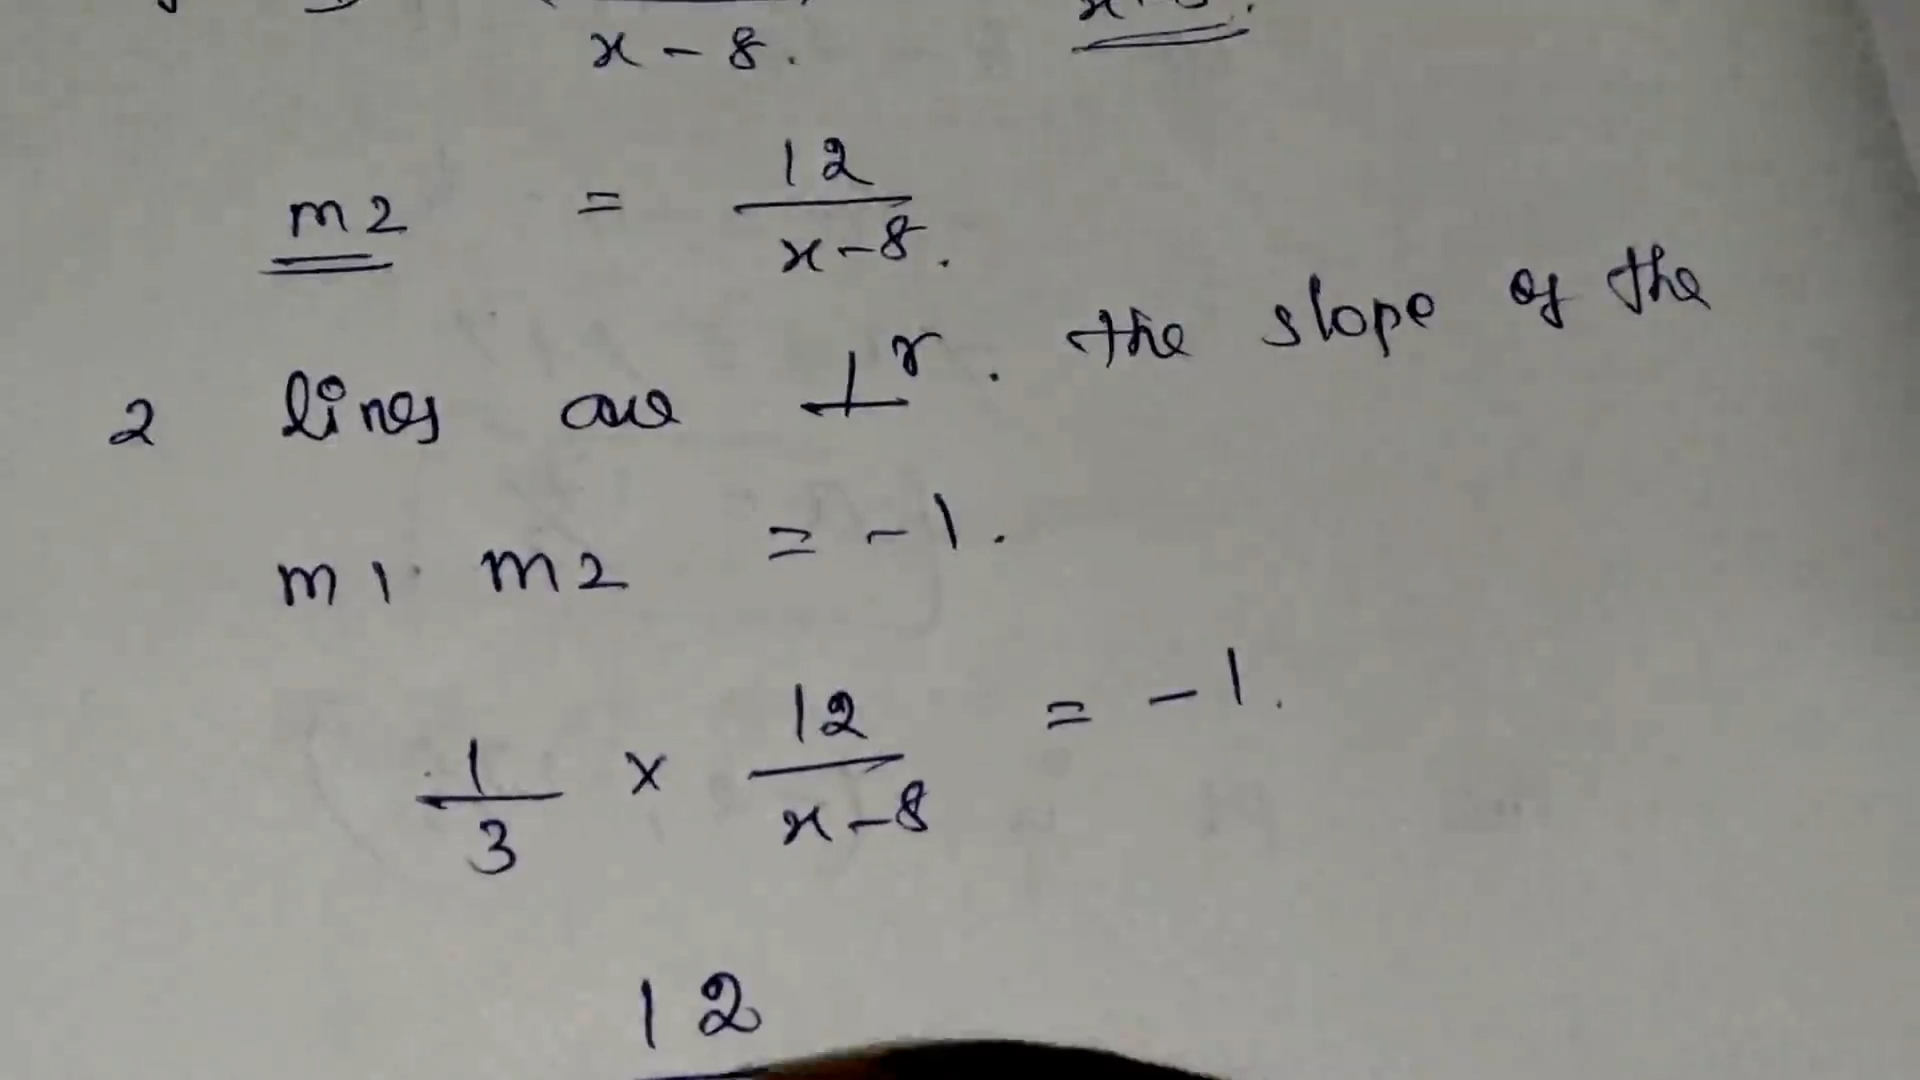 x - 8.
m2 = 12 / x - 8.
2 lines are ⊥r. the slope of the
m1 m2 = -1.
1 / 3 × 12 / x - 8 = -1.
12